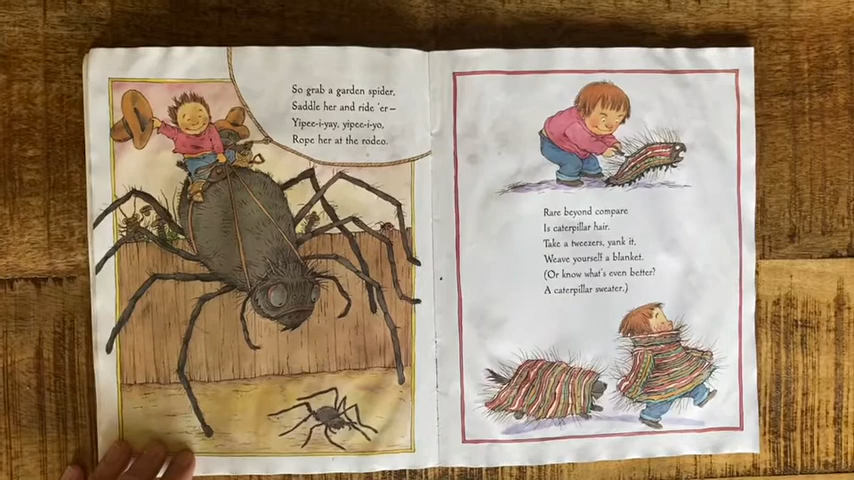 So grab a garden spider,
Saddle her and ride 'er—
Yipee-i-yay, yipee-i-yo,
Rope her at the rodeo.
Rare beyond compare
Is caterpillar hair.
Take a tweezers, yank it,
Weave yourself a blanket.
(Or know what's even better?
A caterpillar sweater.)